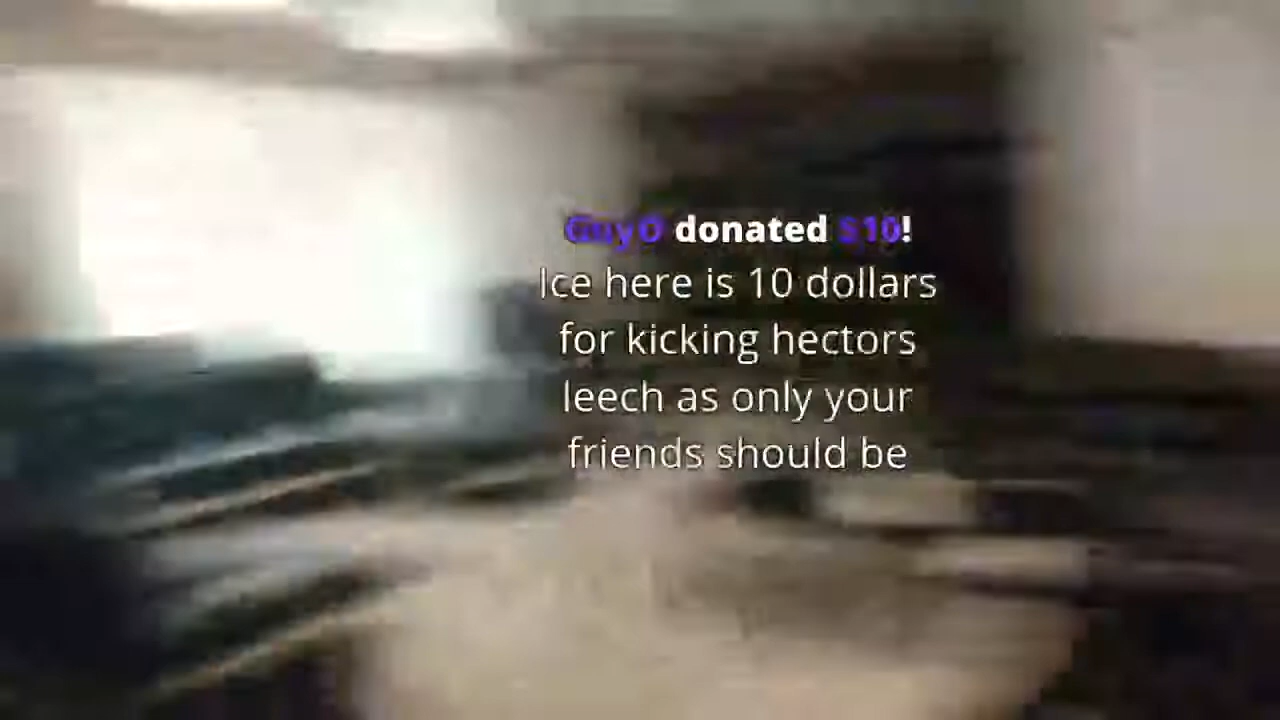 GuyO donated $10!
Ice here is 10 dollars
for kicking hectors
leech as only your
friends should be